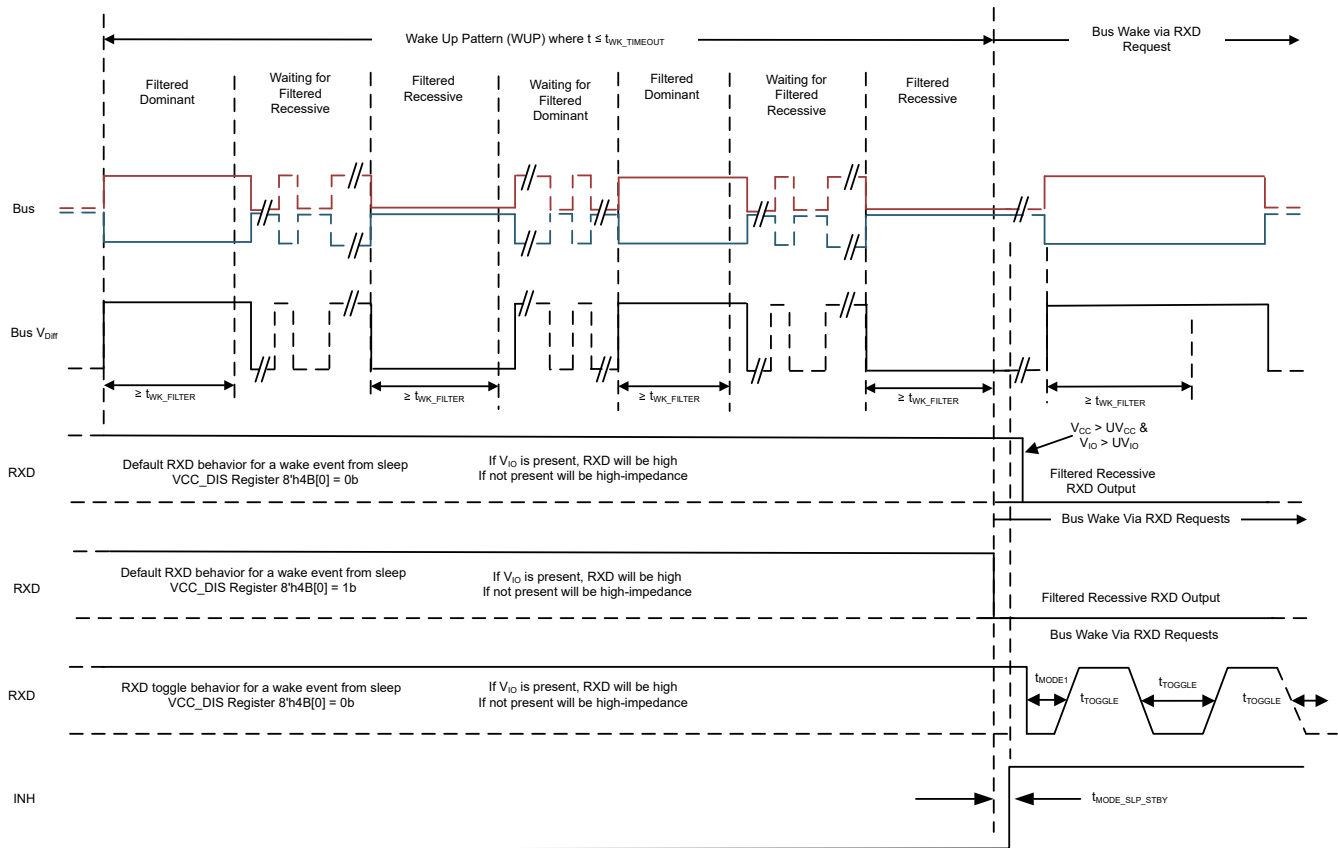 Wake Up Pattern (WUP) where t ≤ tWK_TIMEOUT
Bus Wake via RXD
Request
Filtered
Dominant
Waiting for
Filtered
Recessive
Filtered
Recessive
Waiting for
Filtered
Dominant
Filtered
Dominant
Waiting for
Filtered
Recessive
Filtered
Recessive
Bus
Bus VDiff
≥ tWK_FILTER
≥ tWK_FILTER
≥ tWK_FILTER
≥ tWK_FILTER
≥ tWK_FILTER
VCC > UVCC &
VIO > UVIO
RXD
Default RXD behavior for a wake event from sleep
VCC_DIS Register 8'h4B[0] = 0b
If VIO is present, RXD will be high
If not present will be high-impedance
Filtered Recessive
RXD Output
Bus Wake Via RXD Requests
RXD
Default RXD behavior for a wake event from sleep
VCC_DIS Register 8'h4B[0] = 1b
If VIO is present, RXD will be high
If not present will be high-impedance
Filtered Recessive RXD Output
Bus Wake Via RXD Requests
RXD
RXD toggle behavior for a wake event from sleep
VCC_DIS Register 8'h4B[0] = 0b
If VIO is present, RXD will be high
If not present will be high-impedance
tMODE1
tTOGGLE
tTOGGLE
tTOGGLE
INH
tMODE_SLP_STBY